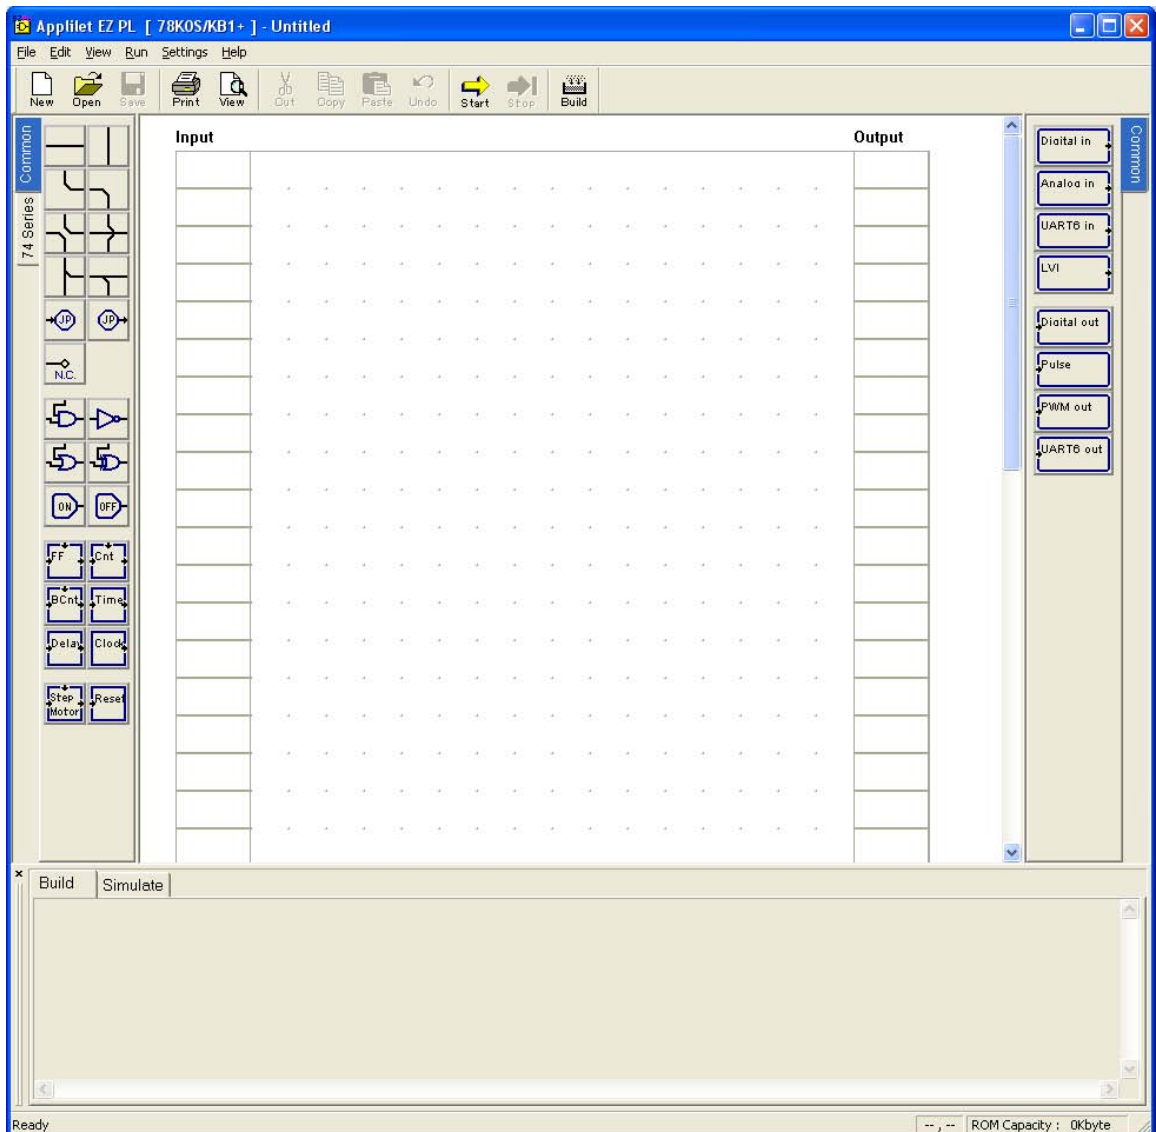 Applilet EZ PL [ 78K0S/KB1+ ] - Untitled
File Edit View Run Settings Help
New Open Save Print View Cut Copy Paste Undo Start Stop Build
Common
74 Series
JP JP
N.C.
ON OFF
FF Cnt
BCnt Time
Delay Clock
Step Motor Reset
Input Output
Digital in
Analog in
UART6 in
LVI
Digital out
Pulse
PWM out
UART6 out
Common
Build Simulate
Ready -- , -- ROM Capacity : 0Kbyte